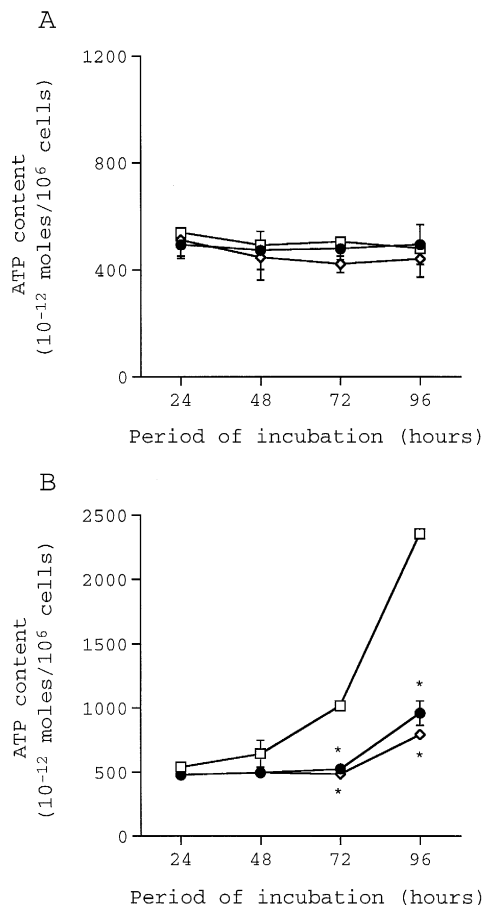 A
1200
800
400
0
ATP content
(10⁻¹² moles/10⁶ cells)
24 48 72 96
Period of incubation (hours)
B
2500
2000
1500
1000
500
0
ATP content
(10⁻¹² moles/10⁶ cells)
*
*
*
*
24 48 72 96
Period of incubation (hours)